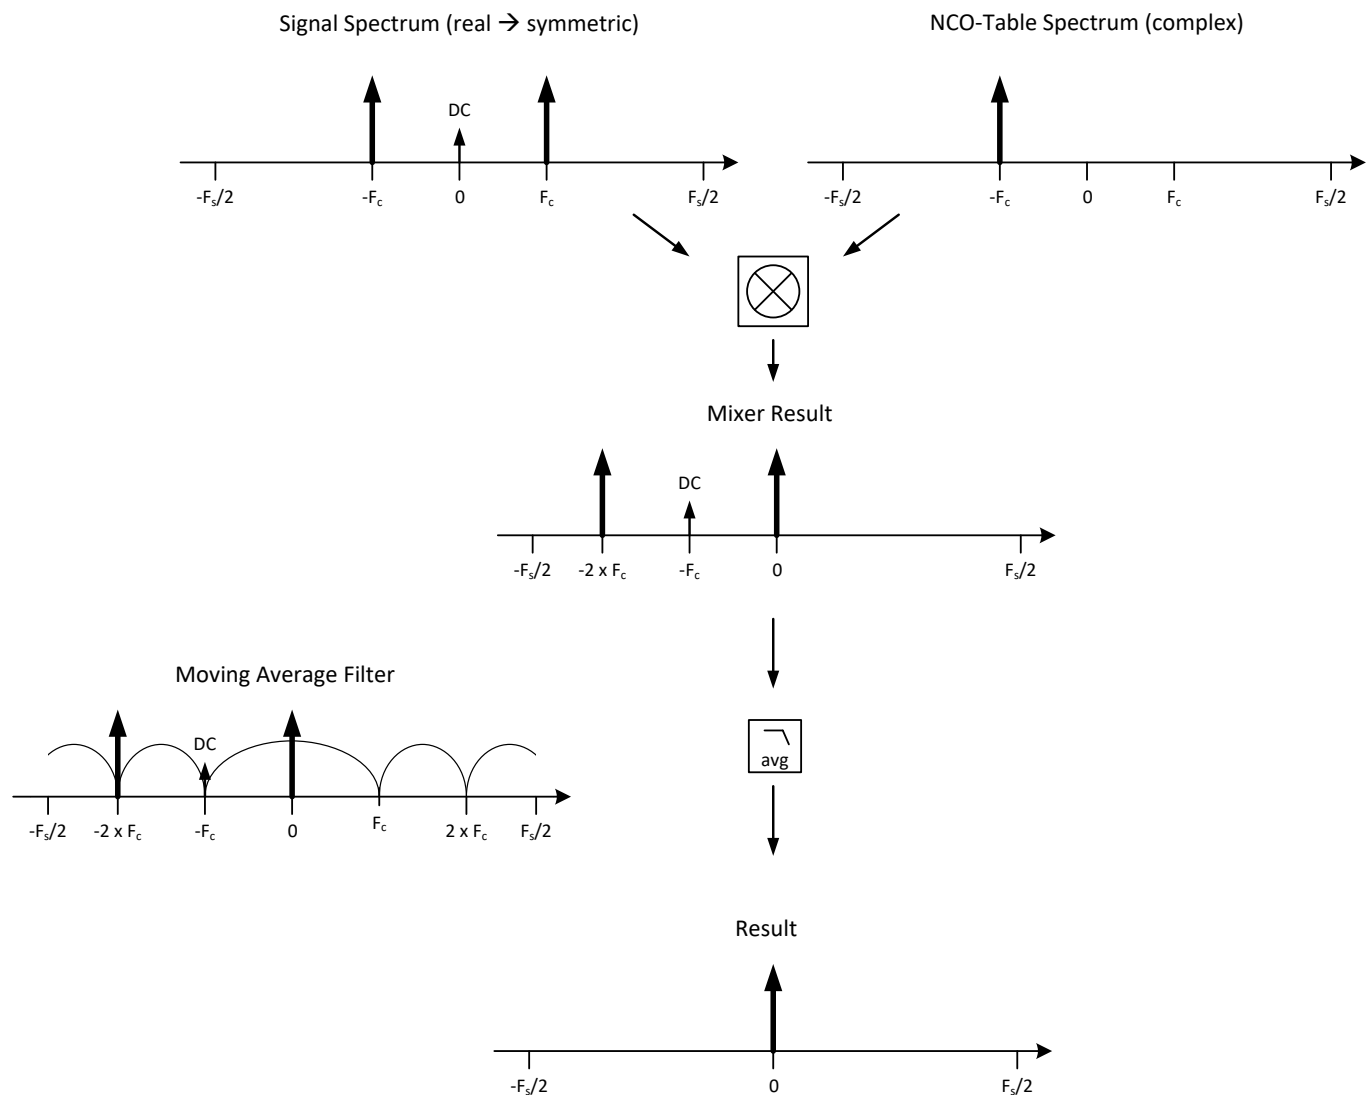 Signal Spectrum (real → symmetric)
NCO-Table Spectrum (complex)
DC
-Fs/2 -Fc 0 Fc Fs/2
-Fs/2 -Fc 0 Fc Fs/2
Mixer Result
DC
-Fs/2 -2 x Fc -Fc 0 Fs/2
Moving Average Filter
DC
-Fs/2 -2 x Fc -Fc 0 Fc 2 x Fc Fs/2
avg
Result
-Fs/2 0 Fs/2